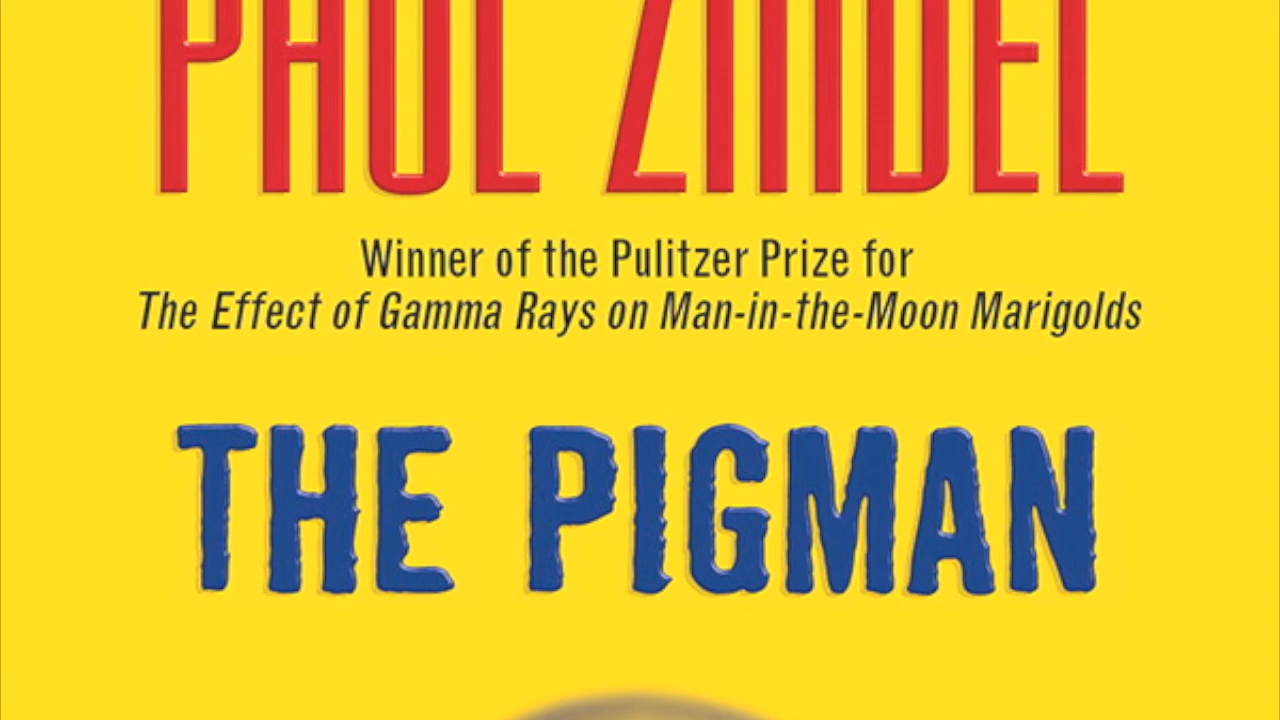 PAUL ZINDEL
Winner of the Pulitzer Prize for
The Effect of Gamma Rays on Man-in-the-Moon Marigolds
THE PIGMAN